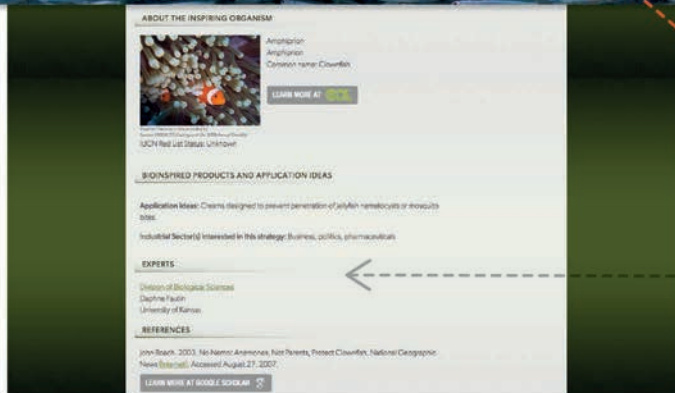 ABOUT THE INSPIRING ORGANISM
Amphiprion
Amphiprion
Common name: Clownfish
LEARN MORE AT EOL
IUCN Red List Status: Unknown
BIOINSPIRED PRODUCTS AND APPLICATION IDEAS
Application Ideas: Creams designed to prevent penetration of jellyfish nematocysts or mosquito
bites.
Industrial Sector(s) interested in this strategy: Business, politics, pharmaceuticals
EXPERTS
Division of Biological Sciences
Daphne Fautin
University of Kansas
REFERENCES
John Roach. 2003. No Nemo: Anemones, Not Parents, Protect Clownfish. National Geographic
News [Internet]. Accessed August 27, 2007.
LEARN MORE AT GOOGLE SCHOLAR